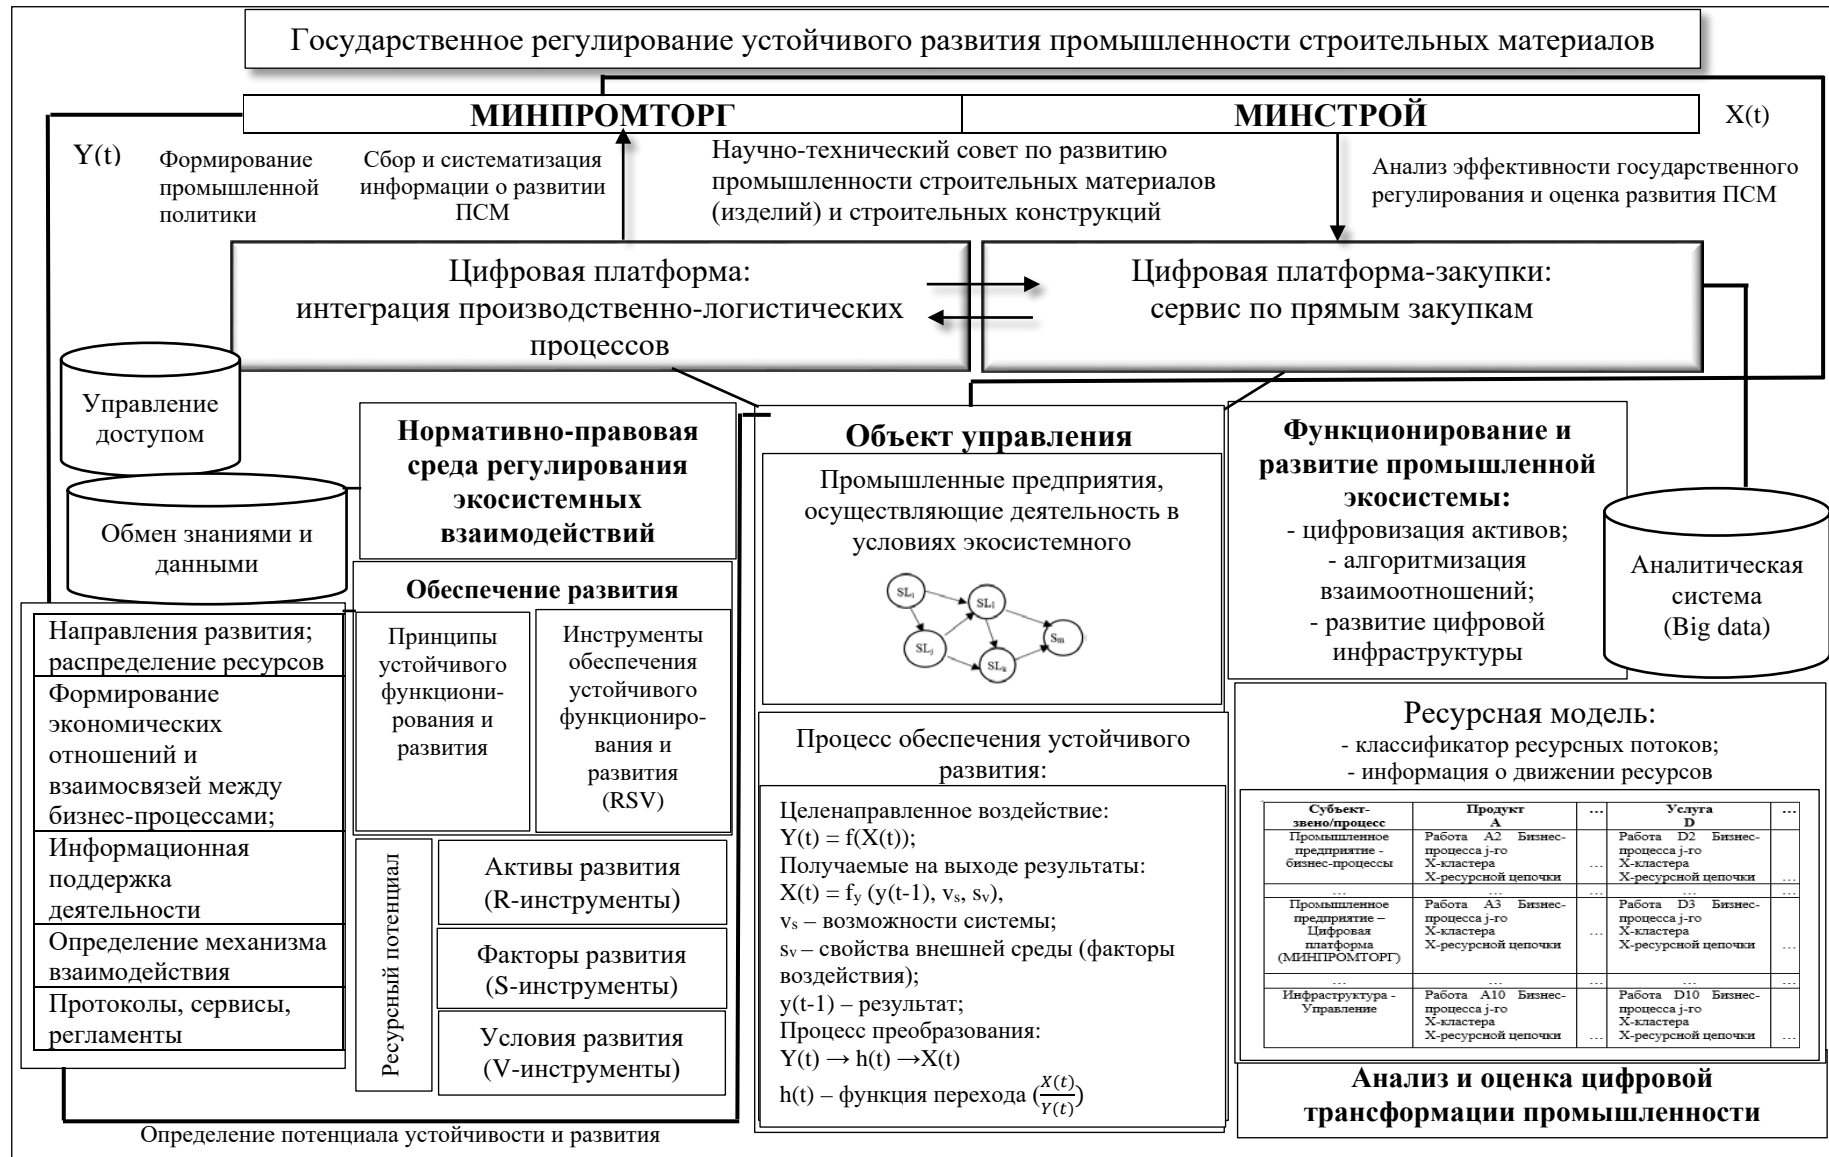 Государственное регулирование устойчивого развития промышленности строительных материалов
МИНПРОМТОРГ
МИНСТРОЙ
Y(t)
X(t)
Формирование
промышленной
политики
Сбор и систематизация
информации о развитии
ПСМ
Научно-технический совет по развитию
промышленности строительных материалов
(изделий) и строительных конструкций
Анализ эффективности государственного
регулирования и оценка развития ПСМ
Цифровая платформа:
интеграция производственно-логистических
процессов
Цифровая платформа-закупки:
сервис по прямым закупкам
Управление
доступом
Обмен знаниями и
данными
Направления развития;
распределение ресурсов
Формирование
экономических
отношений и
взаимосвязей между
бизнес-процессами;
Информационная
поддержка
деятельности
Определение механизма
взаимодействия
Протоколы, сервисы,
регламенты
Нормативно-правовая
среда регулирования
экосистемных
взаимодействий
Обеспечение развития
Принципы
устойчивого
функциони-
рования и
развития
Инструменты
обеспечения
устойчивого
функциониро-
вания и
развития
(RSV)
Ресурсный потенциал
Активы развития
(R-инструменты)
Факторы развития
(S-инструменты)
Условия развития
(V-инструменты)
Определение потенциала устойчивости и развития
Объект управления
Промышленные предприятия,
осуществляющие деятельность в
условиях экосистемного
SLi
SLl
SLj
SLk
Sm
Процесс обеспечения устойчивого
развития:
Целенаправленное воздействие:
Y(t) = f(X(t));
Получаемые на выходе результаты:
X(t) = fy (y(t-1), vs, sv),
vs – возможности системы;
sv – свойства внешней среды (факторы
воздействия);
y(t-1) – результат;
Процесс преобразования:
Y(t) → h(t) →X(t)
h(t) – функция перехода (X(t)/Y(t))
Функционирование и
развитие промышленной
экосистемы:
- цифровизация активов;
- алгоритмизация
взаимоотношений;
- развитие цифровой
инфраструктуры
Аналитическая
система
(Big data)
Ресурсная модель:
- классификатор ресурсных потоков;
- информация о движении ресурсов
Субъект-
звено/процесс
Продукт
А
...
Услуга
D
...
Промышленное
предприятие -
бизнес-процессы
Работа А2 Бизнес-
процесса j-го
Х-кластера
Х-ресурсной цепочки
...
Работа D2 Бизнес-
процесса j-го
Х-кластера
Х-ресурсной цепочки
...
... ... ... ... ...
Промышленное
предприятие –
Цифровая
платформа
(МИНПРОМТОРГ)
Работа А3 Бизнес-
процесса j-го
Х-кластера
Х-ресурсной цепочки
...
Работа D3 Бизнес-
процесса j-го
Х-кластера
Х-ресурсной цепочки
...
... ... ... ... ...
Инфраструктура -
Управление
Работа А10 Бизнес-
процесса j-го
Х-кластера
Х-ресурсной цепочки
...
Работа D10 Бизнес-
процесса j-го
Х-кластера
Х-ресурсной цепочки
...
Анализ и оценка цифровой
трансформации промышленности